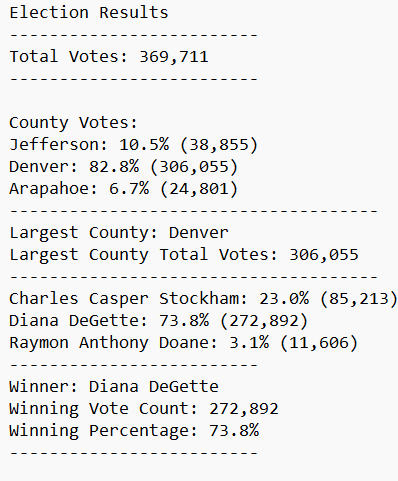 Election Results
-------------------------
Total Votes: 369,711
-------------------------
County Votes:
Jefferson: 10.5% (38,855)
Denver: 82.8% (306,055)
Arapahoe: 6.7% (24,801)
-------------------------------------
Largest County: Denver
Largest County Total Votes: 306,055
-------------------------------------
Charles Casper Stockham: 23.0% (85,213)
Diana DeGette: 73.8% (272,892)
Raymon Anthony Doane: 3.1% (11,606)
-------------------------
Winner: Diana DeGette
Winning Vote Count: 272,892
Winning Percentage: 73.8%
-------------------------